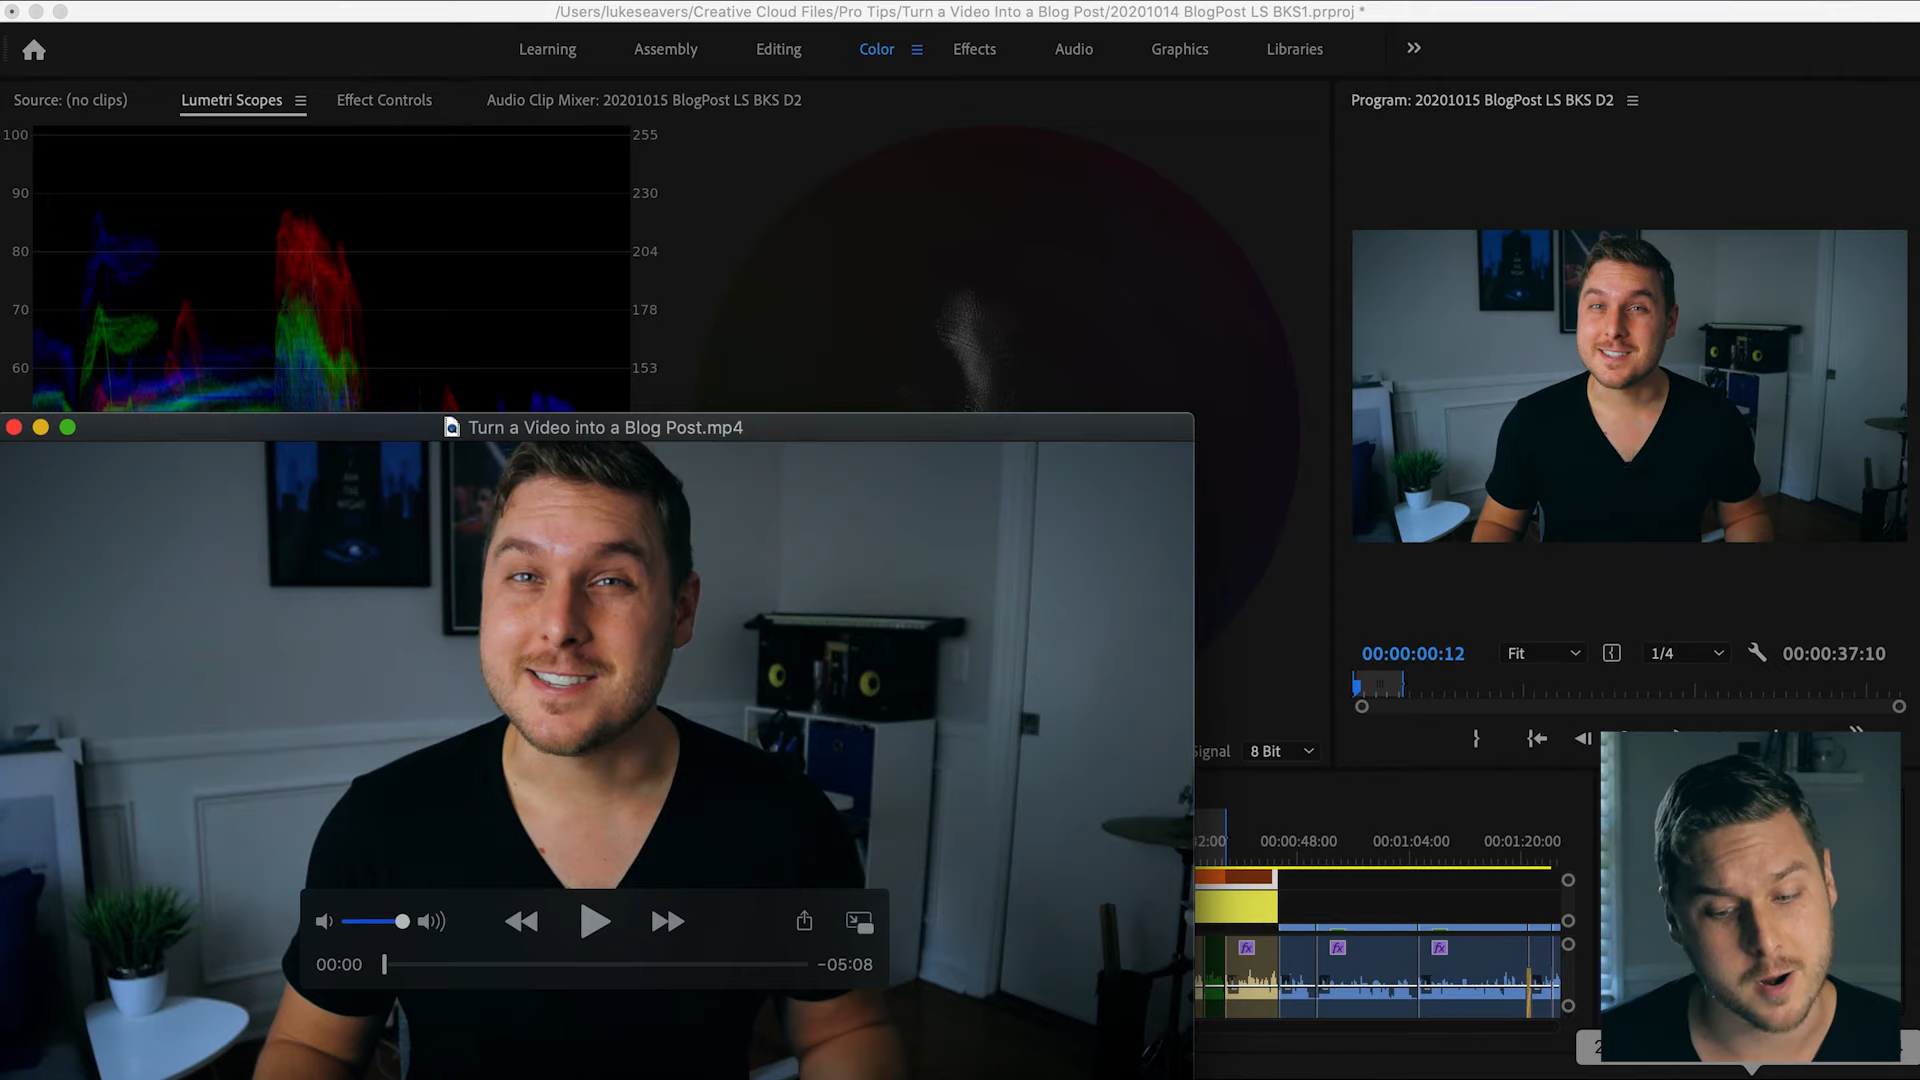 /Users/lukeseavers/Creative Cloud Files/Pro Tips/Turn a Video Into a Blog Post/20201014 BlogPost LS BKS1.prproj *
Learning Assembly Editing Color Effects Audio Graphics Libraries
Source: (no clips) Lumetri Scopes Effect Controls Audio Clip Mixer: 20201015 BlogPost LS BKS D2 Program: 20201015 BlogPost LS BKS D2
100 255
90 230
80 204
70 178
60 153
Turn a Video into a Blog Post.mp4
I AM THE NIGHT
00:00:00:12 Fit 1/4 00:00:37:10
Signal 8 Bit
00:00:48:00 00:01:04:00 00:01:20:00
fx fx fx
00:00 -05:08